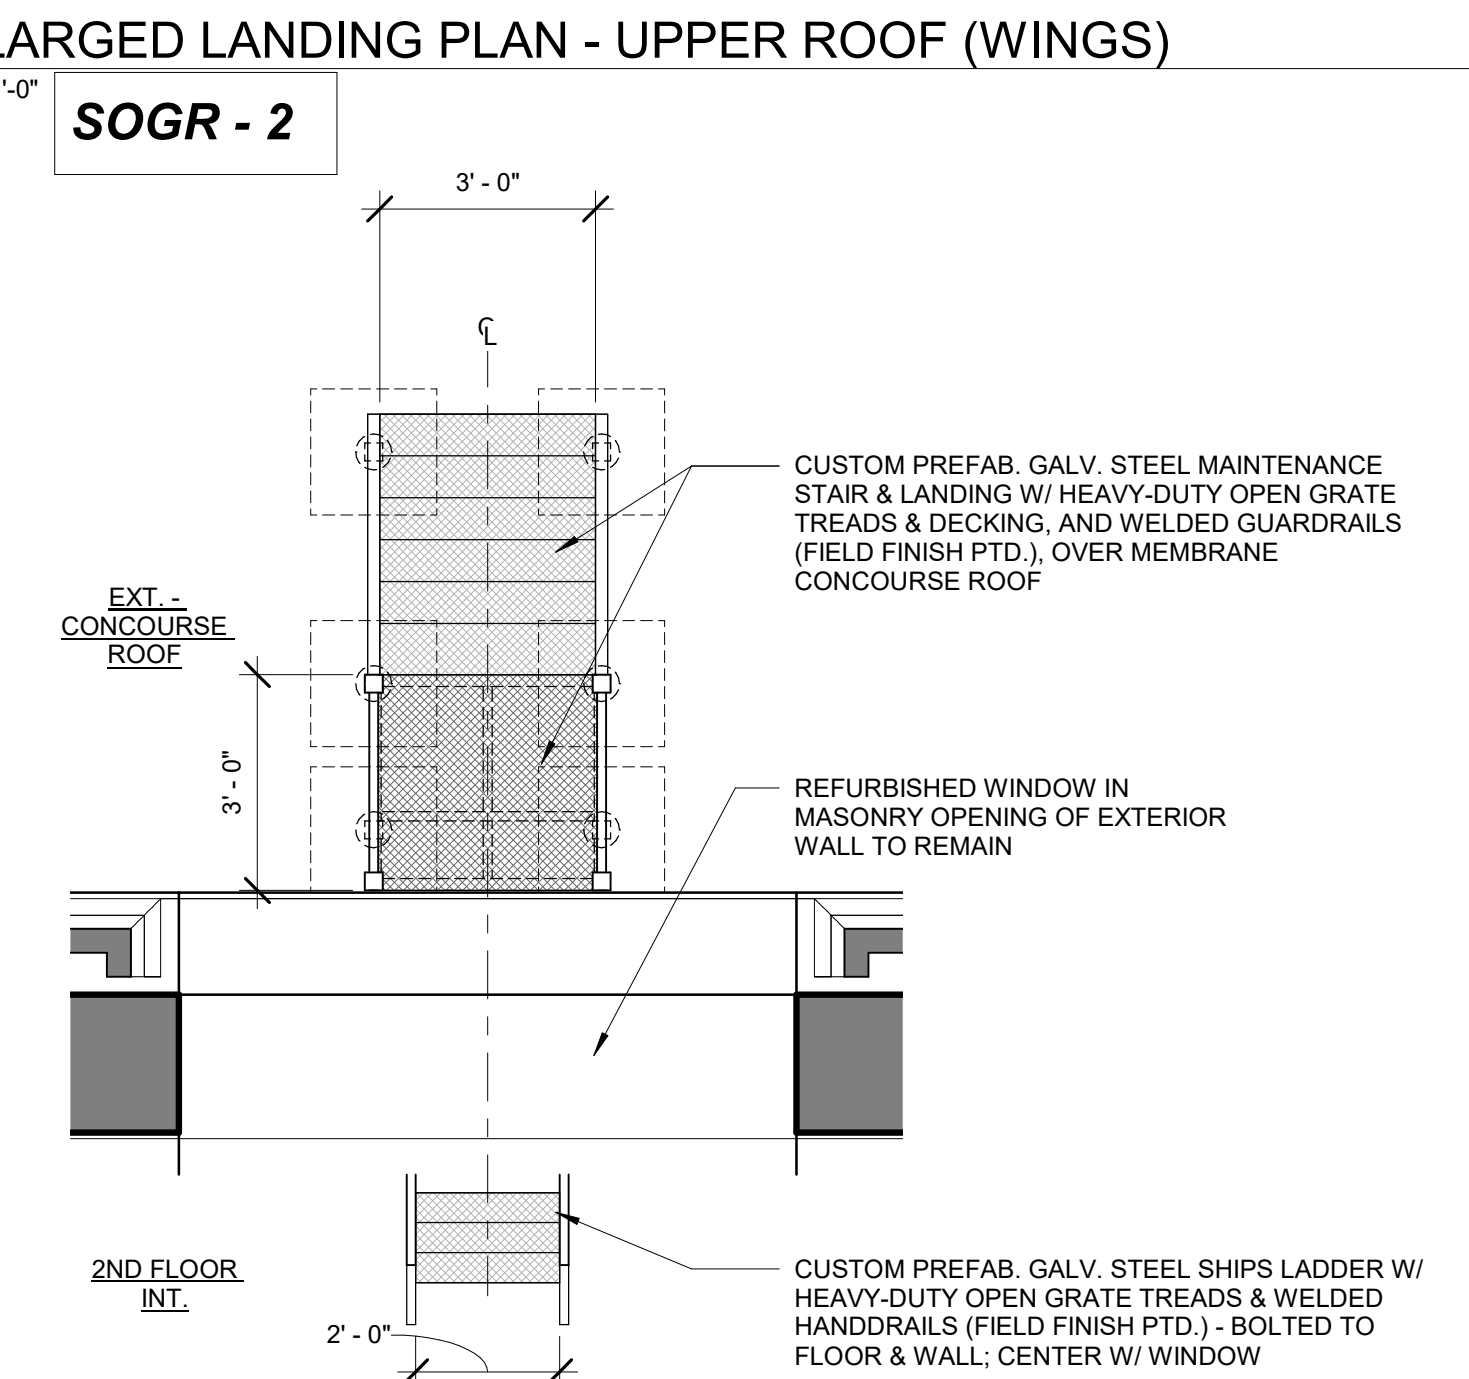 LARGED LANDING PLAN - UPPER ROOF (WINGS)
'-0"
SOGR - 2
3' - 0"
CL
CUSTOM PREFAB. GALV. STEEL MAINTENANCE
STAIR & LANDING W/ HEAVY-DUTY OPEN GRATE
TREADS & DECKING, AND WELDED GUARDRAILS
(FIELD FINISH PTD.), OVER MEMBRANE
CONCOURSE ROOF
EXT. -
CONCOURSE
ROOF
3' - 0"
REFURBISHED WINDOW IN
MASONRY OPENING OF EXTERIOR
WALL TO REMAIN
2ND FLOOR
INT.
CUSTOM PREFAB. GALV. STEEL SHIPS LADDER W/
HEAVY-DUTY OPEN GRATE TREADS & WELDED
HANDDRAILS (FIELD FINISH PTD.) - BOLTED TO
FLOOR & WALL; CENTER W/ WINDOW
2' - 0"